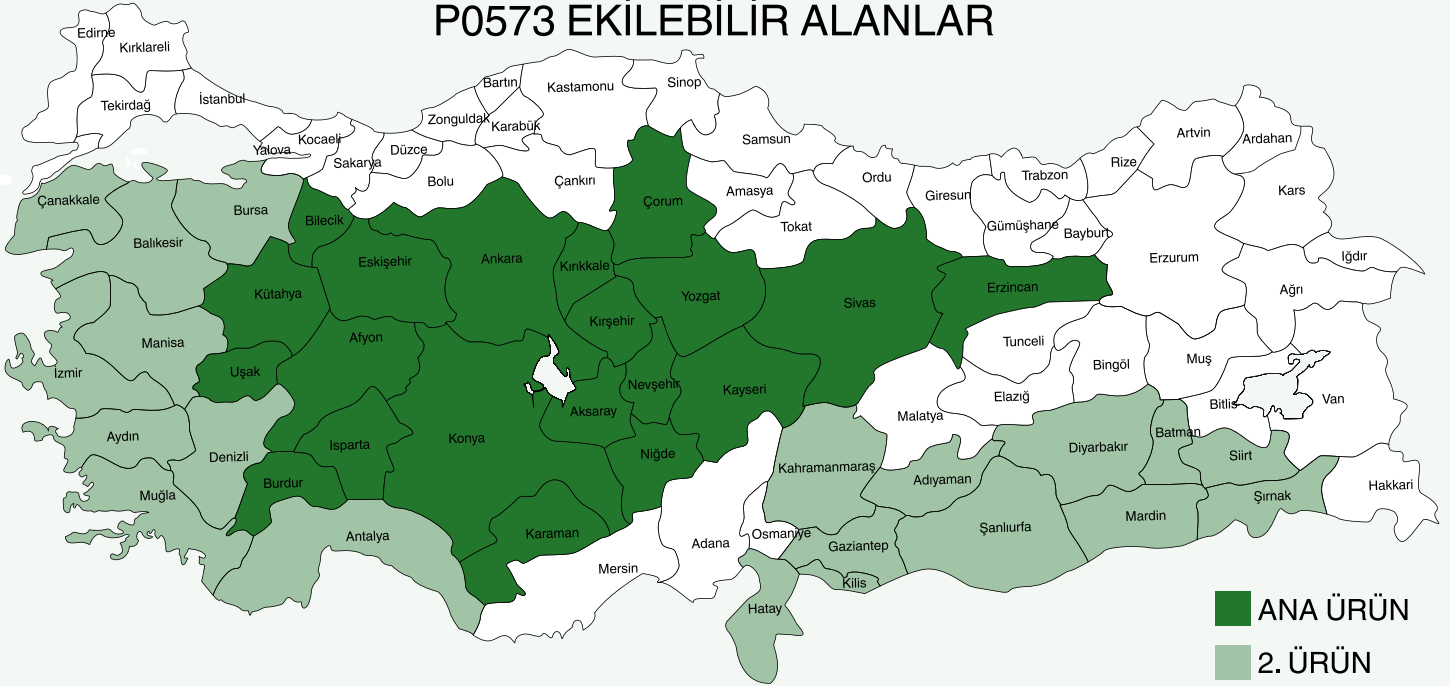 P0573 EKİLEBİLİR ALANLAR
Edirne
Kırklareli
Tekirdağ
İstanbul
Yalova
Kocaeli
Sakarya
Düzce
Bolu
Zonguldak
Bartın
Karabük
Kastamonu
Çankırı
Sinop
Samsun
Amasya
Tokat
Ordu
Giresun
Gümüşhane
Trabzon
Bayburt
Rize
Artvin
Ardahan
Kars
Iğdır
Ağrı
Erzurum
Çanakkale
Balıkesir
Bursa
Bilecik
Eskişehir
Ankara
Kırıkkale
Çorum
Yozgat
Kırşehir
Sivas
Erzincan
Tunceli
Bingöl
Muş
Bitlis
Van
Kütahya
Afyon
Uşak
Manisa
İzmir
Aydın
Denizli
Muğla
Isparta
Burdur
Antalya
Konya
Aksaray
Nevşehir
Kayseri
Niğde
Karaman
Mersin
Adana
Osmaniye
Hatay
Kahramanmaraş
Malatya
Elazığ
Adıyaman
Gaziantep
Kilis
Şanlıurfa
Diyarbakır
Batman
Mardin
Siirt
Şırnak
Hakkari
ANA ÜRÜN
2. ÜRÜN